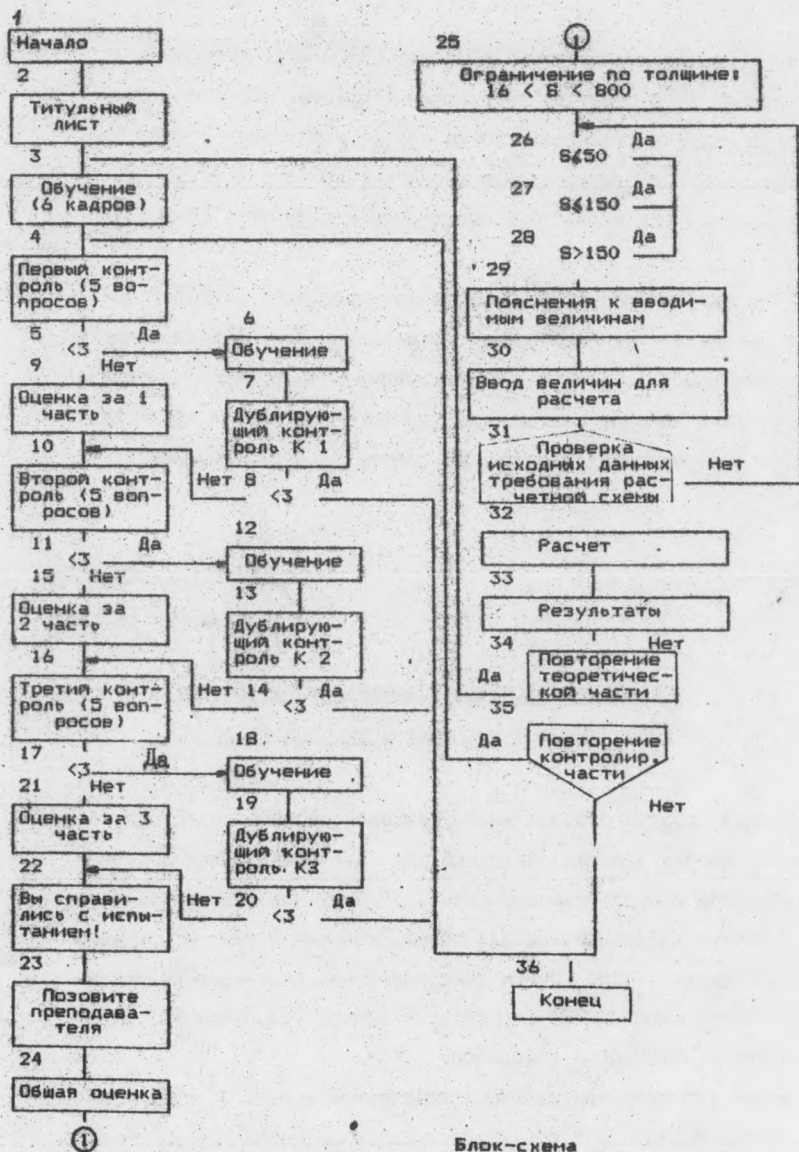 1
Начало
2
Титульный
лист
3
Обучение
(6 кадров)
4
Первый конт-
роль (5 во-
просов)
5
<3
Да
Нет
6
Обучение
7
Дублирую-
щий конт-
роль К 1
Нет 8
<3
Да
9
Оценка за 1
часть
10
Второй конт-
роль (5 воп-
росов)
11
<3
Да
Нет
12
Обучение
13
Дублирую-
щий конт-
роль К 2
Нет 14
<3
Да
15
Оценка за
2 часть
16
Третий конт-
роль (5 воп-
росов)
17
<3
Да
Нет
18
Обучение
19
Дублирую-
щий конт-
роль. К3
Нет 20
<3
Да
21
Оценка за 3
часть
22
Вы справи-
лись с испы-
танием!
23
Позовите
преподава-
теля
24
Общая оценка
1
25
1
Ограничение по толщине:
16 < S < 800
26
S≤50
Да
27
S≤150
Да
28
S>150
Да
29
Пояснения к вводи-
мым величинам
30
Ввод величин для
расчета
31
Проверка
исходных данных
требования рас-
четной схемы
Нет
32
Расчет
33
Результаты
34
Нет
Повторение
теоретичес-
кой части
Да
35
Да
Повторение
контролир.
части
Нет
36
Конец
Блок-схема